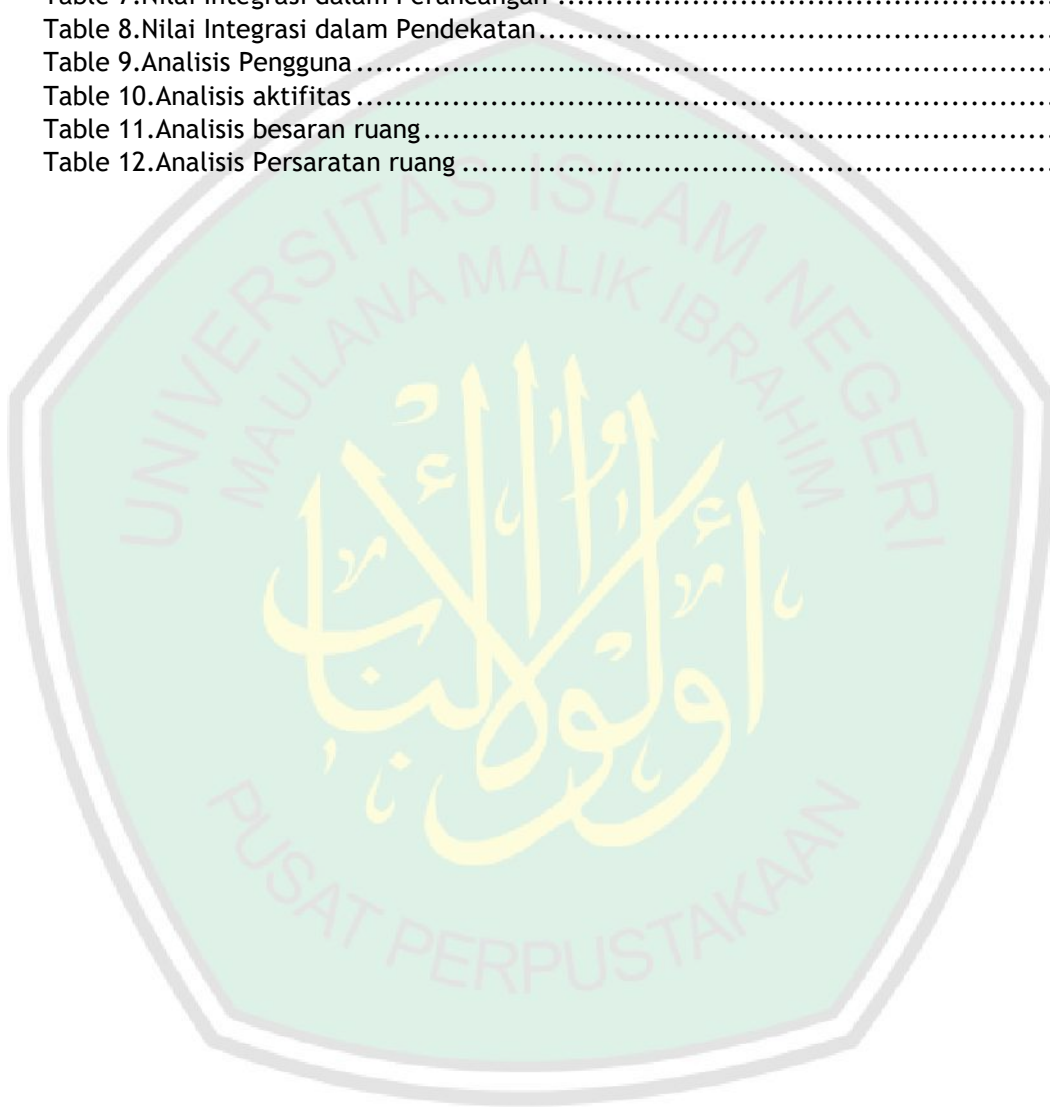 Table 7.Nilai Integrasi dalam Perancangan ....................................................................
Table 8.Nilai Integrasi dalam Pendekatan....................................................................
Table 9.Analisis Pengguna....................................................................
Table 10.Analisis aktifitas....................................................................
Table 11.Analisis besaran ruang....................................................................
Table 12.Analisis Persaratan ruang ....................................................................
UNIVERSITAS ISLAM NEGERI
MAULANA MALIK IBRAHIM
أولوا الألباب
PUSAT PERPUSTAKAAN